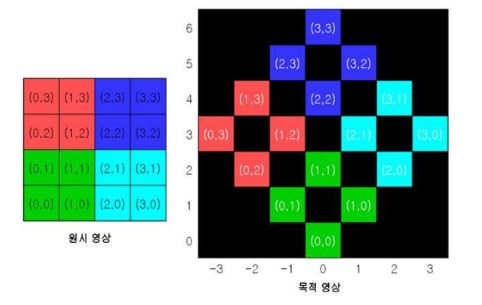 6 (3,3)
5 (2,3) (3,2)
(0,3) (1,3) (2,3) (3,3) 4 (1,3) (2,2) (3,1)
(0,2) (1,2) (2,2) (3,2) 3 (0,3) (1,2) (2,1) (3,0)
(0,1) (1,1) (2,1) (3,1) 2 (0,2) (1,1) (2,0)
(0,0) (1,0) (2,0) (3,0) 1 (0,1) (1,0)
원시 영상 0 (0,0)
-3 -2 -1 0 1 2 3
목적 영상